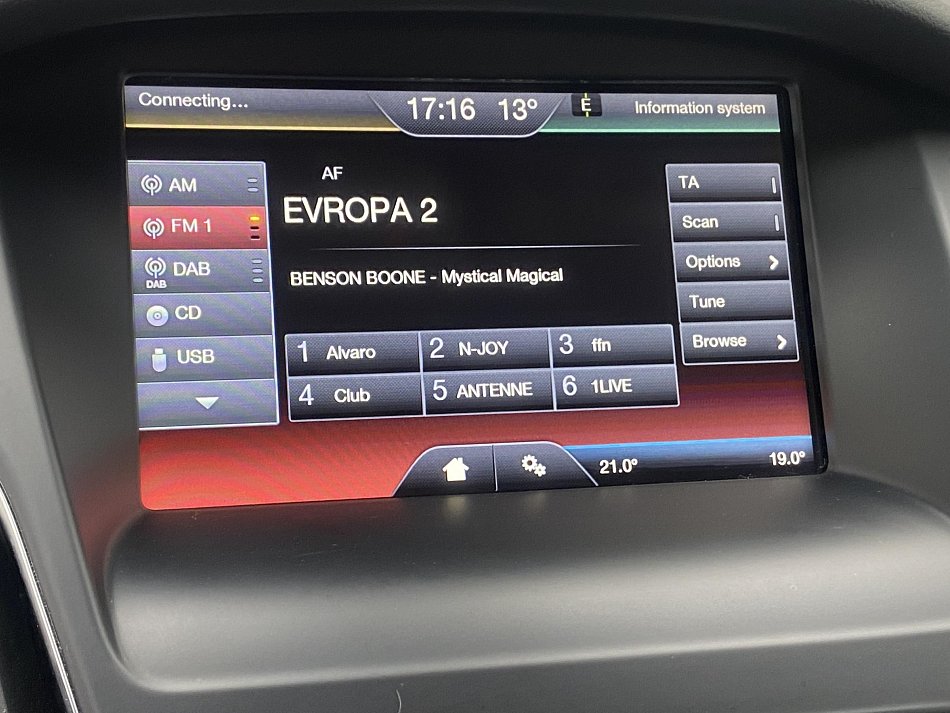 Connecting... 17:16 13° E Information system
AM
FM 1
DAB
DAB
CD
USB
AF
EVROPA 2
BENSON BOONE - Mystical Magical
1 Alvaro 2 N-JOY 3 ffn
4 Club 5 ANTENNE 6 1LIVE
TA
Scan
Options
Tune
Browse
21.0° 19.0°